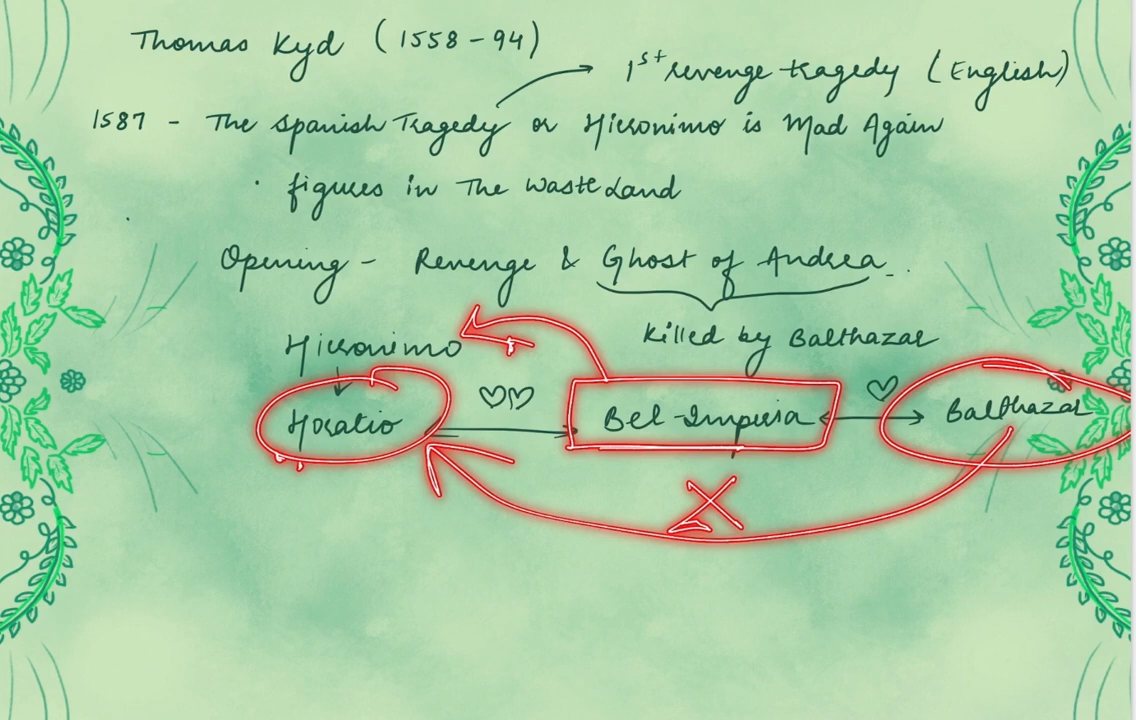 Thomas Kyd (1558-94)
1st revenge tragedy (English)
1587 - The Spanish Tragedy or Hieronimo is Mad Again
. figures in The Waste Land
Opening - Revenge & Ghost of Andrea
Killed by Balthazar
Hieronimo
Horatio Bel-Imperia Balthazar